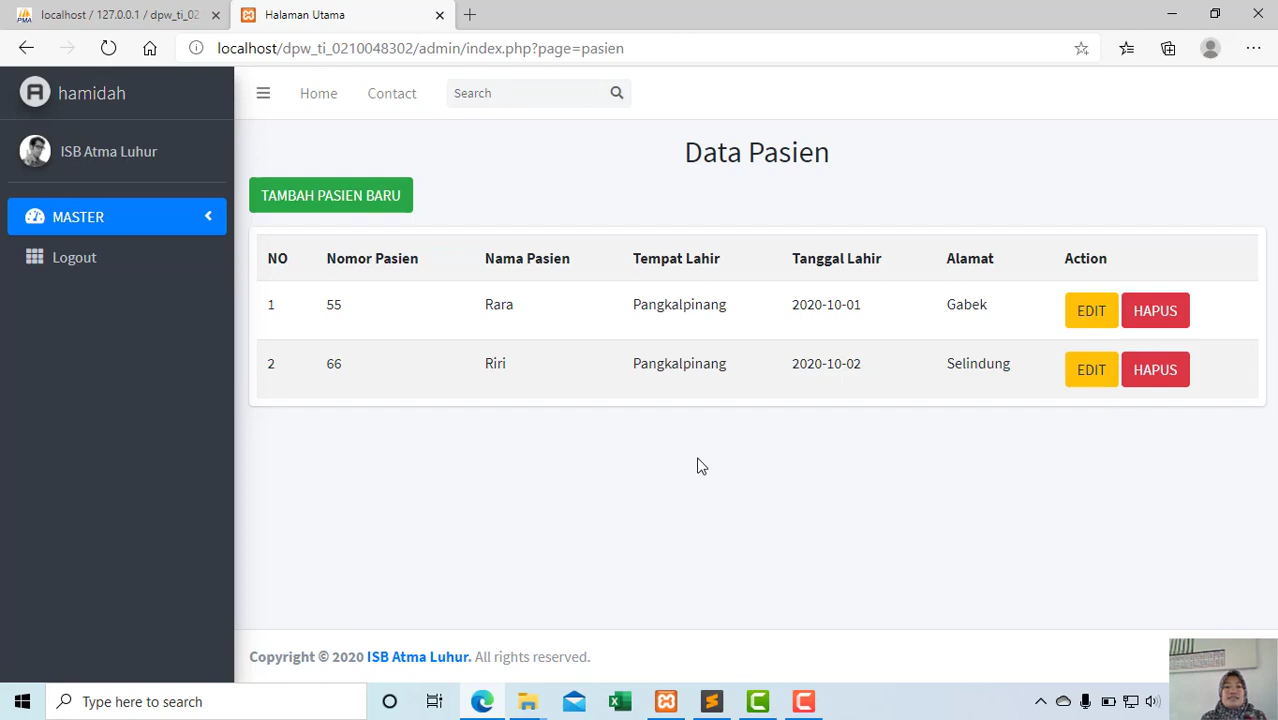 localhost / 127.0.0.1 / dpw_ti_02
Halaman Utama
localhost/dpw_ti_0210048302/admin/index.php?page=pasien
hamidah
Home
Contact
Search
ISB Atma Luhur
Data Pasien
TAMBAH PASIEN BARU
MASTER
Logout
NO Nomor Pasien Nama Pasien Tempat Lahir Tanggal Lahir Alamat Action
1 55 Rara Pangkalpinang 2020-10-01 Gabek EDIT HAPUS
2 66 Riri Pangkalpinang 2020-10-02 Selindung EDIT HAPUS
Copyright © 2020 ISB Atma Luhur. All rights reserved.
Type here to search